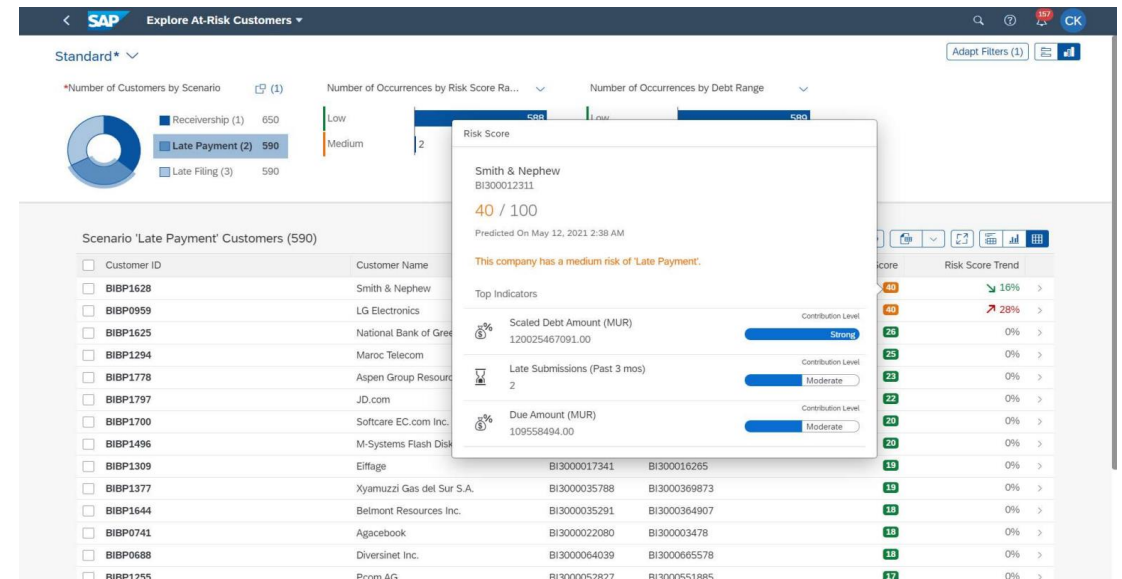 SAP Explore At-Risk Customers
157
CK
Standard*
Adapt Filters (1)
*Number of Customers by Scenario (1)
Number of Occurrences by Risk Score Ra...
Number of Occurrences by Debt Range
Receivership (1) 650
Late Payment (2) 590
Late Filing (3) 590
Low 588
Medium 2
Low 589
Risk Score
Smith & Nephew
BI300012311
40 / 100
Predicted On May 12, 2021 2:38 AM
This company has a medium risk of 'Late Payment'.
Top Indicators
Scaled Debt Amount (MUR)
120025467091.00
Contribution Level
Strong
Late Submissions (Past 3 mos)
2
Contribution Level
Moderate
Due Amount (MUR)
109558494.00
Contribution Level
Moderate
Scenario 'Late Payment' Customers (590)
Customer ID Customer Name Score Risk Score Trend
BIBP1628 Smith & Nephew 40 16%
BIBP0959 LG Electronics 40 28%
BIBP1625 National Bank of Gree 26 0%
BIBP1294 Maroc Telecom 25 0%
BIBP1778 Aspen Group Resourc 23 0%
BIBP1797 JD.com 22 0%
BIBP1700 Softcare EC.com Inc. 20 0%
BIBP1496 M-Systems Flash Disk 20 0%
BIBP1309 Eiffage BI3000017341 BI300016265 19 0%
BIBP1377 Xyamuzzi Gas del Sur S.A. BI3000035788 BI3000369873 19 0%
BIBP1644 Belmont Resources Inc. BI3000035291 BI3000364907 18 0%
BIBP0741 Agacebook BI3000022080 BI300003478 18 0%
BIBP0688 Diversinet Inc. BI3000064039 BI3000665578 18 0%
BIBP1255 Pcom AG BI3000052827 BI3000551885 17 0%